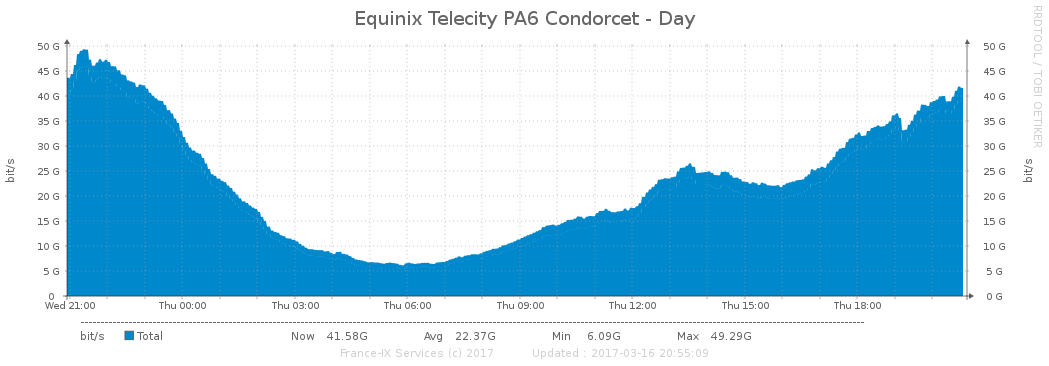 Equinix Telecity PA6 Condorcet - Day
RRDTOOL / TOBI OETIKER
bit/s
50 G 50 G
45 G 45 G
40 G 40 G
35 G 35 G
30 G 30 G
25 G 25 G
20 G 20 G
15 G 15 G
10 G 10 G
5 G 5 G
0 0 G
bit/s
Wed 21:00 Thu 00:00 Thu 03:00 Thu 06:00 Thu 09:00 Thu 12:00 Thu 15:00 Thu 18:00
bit/s Total Now 41.58G Avg 22.37G Min 6.09G Max 49.29G
France-IX Services (c) 2017 Updated : 2017-03-16 20:55:09